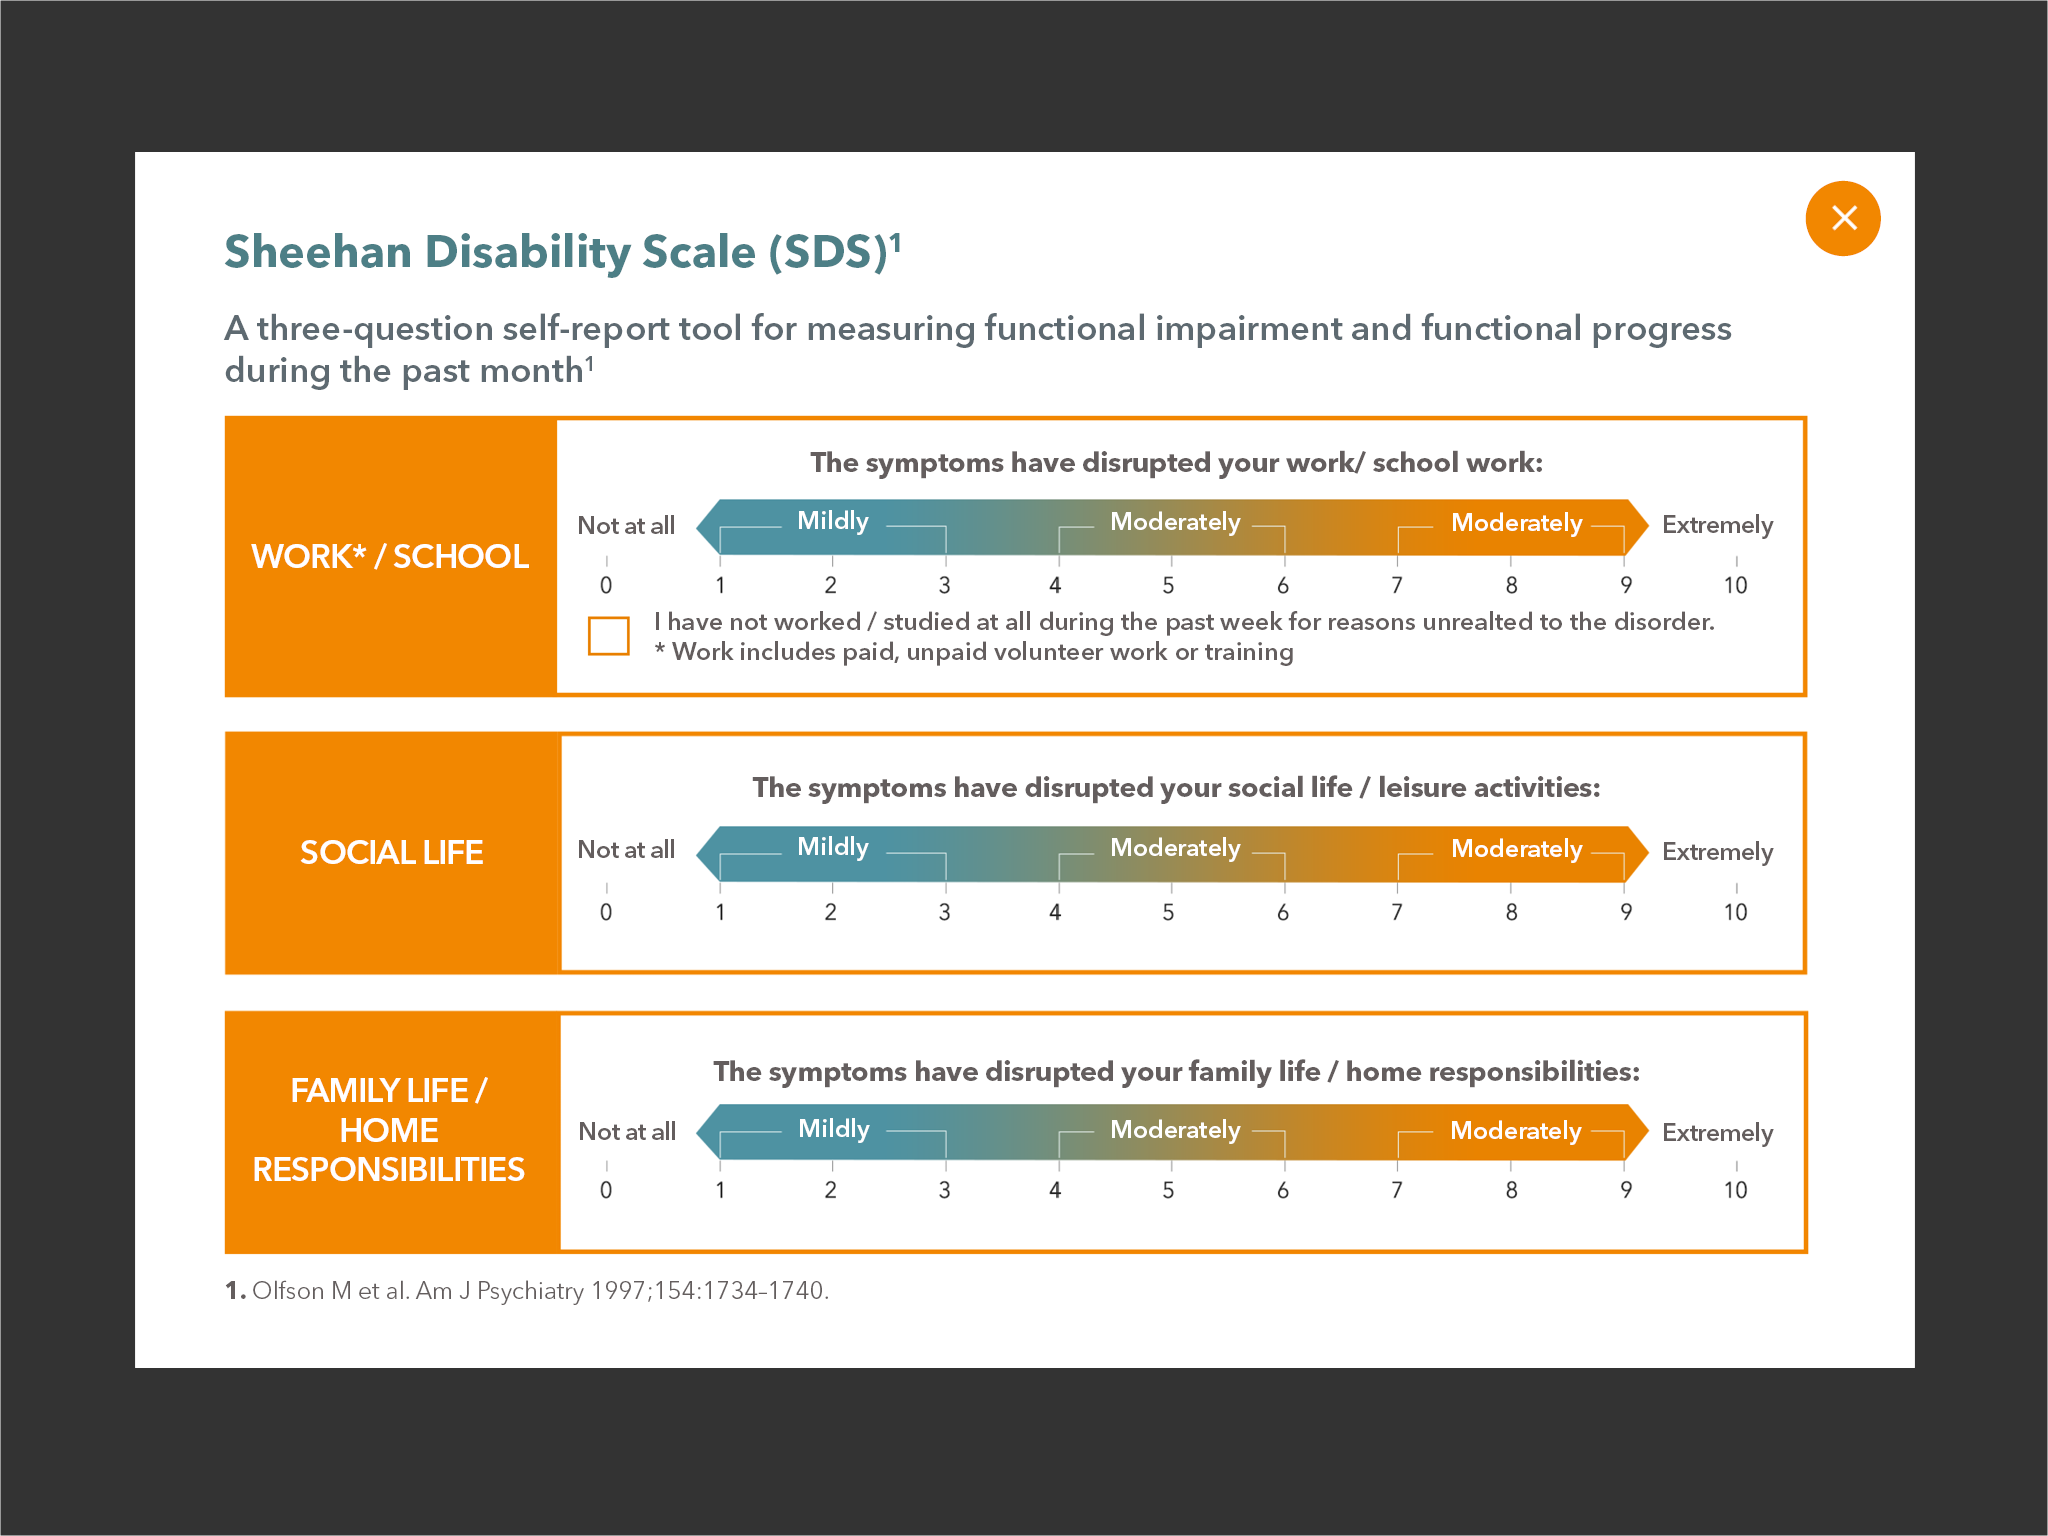 Sheehan Disability Scale (SDS)¹
A three-question self-report tool for measuring functional impairment and functional progress
during the past month¹
WORK* / SCHOOL
The symptoms have disrupted your work/ school work:
Not at all Mildly Moderately Moderately Extremely
0 1 2 3 4 5 6 7 8 9 10
I have not worked / studied at all during the past week for reasons unrealted to the disorder.
* Work includes paid, unpaid volunteer work or training
SOCIAL LIFE
The symptoms have disrupted your social life / leisure activities:
Not at all Mildly Moderately Moderately Extremely
0 1 2 3 4 5 6 7 8 9 10
FAMILY LIFE /
HOME
RESPONSIBILITIES
The symptoms have disrupted your family life / home responsibilities:
Not at all Mildly Moderately Moderately Extremely
0 1 2 3 4 5 6 7 8 9 10
1. Olfson M et al. Am J Psychiatry 1997;154:1734–1740.